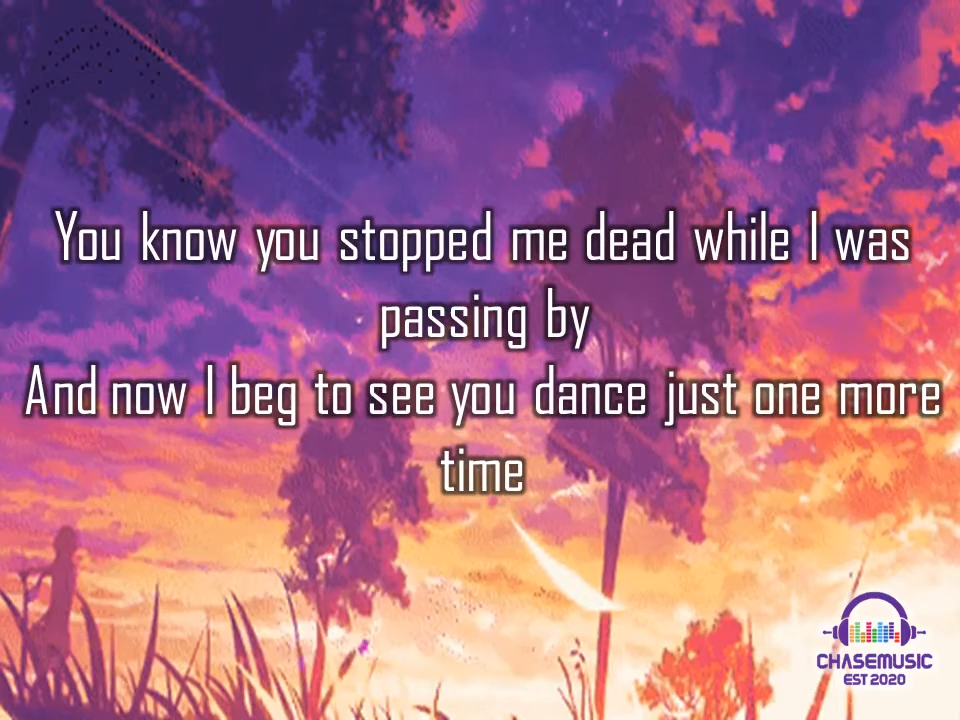 You know you stopped me dead while I was
passing by
And now I beg to see you dance just one more
time
CHASEMUSIC
EST 2020